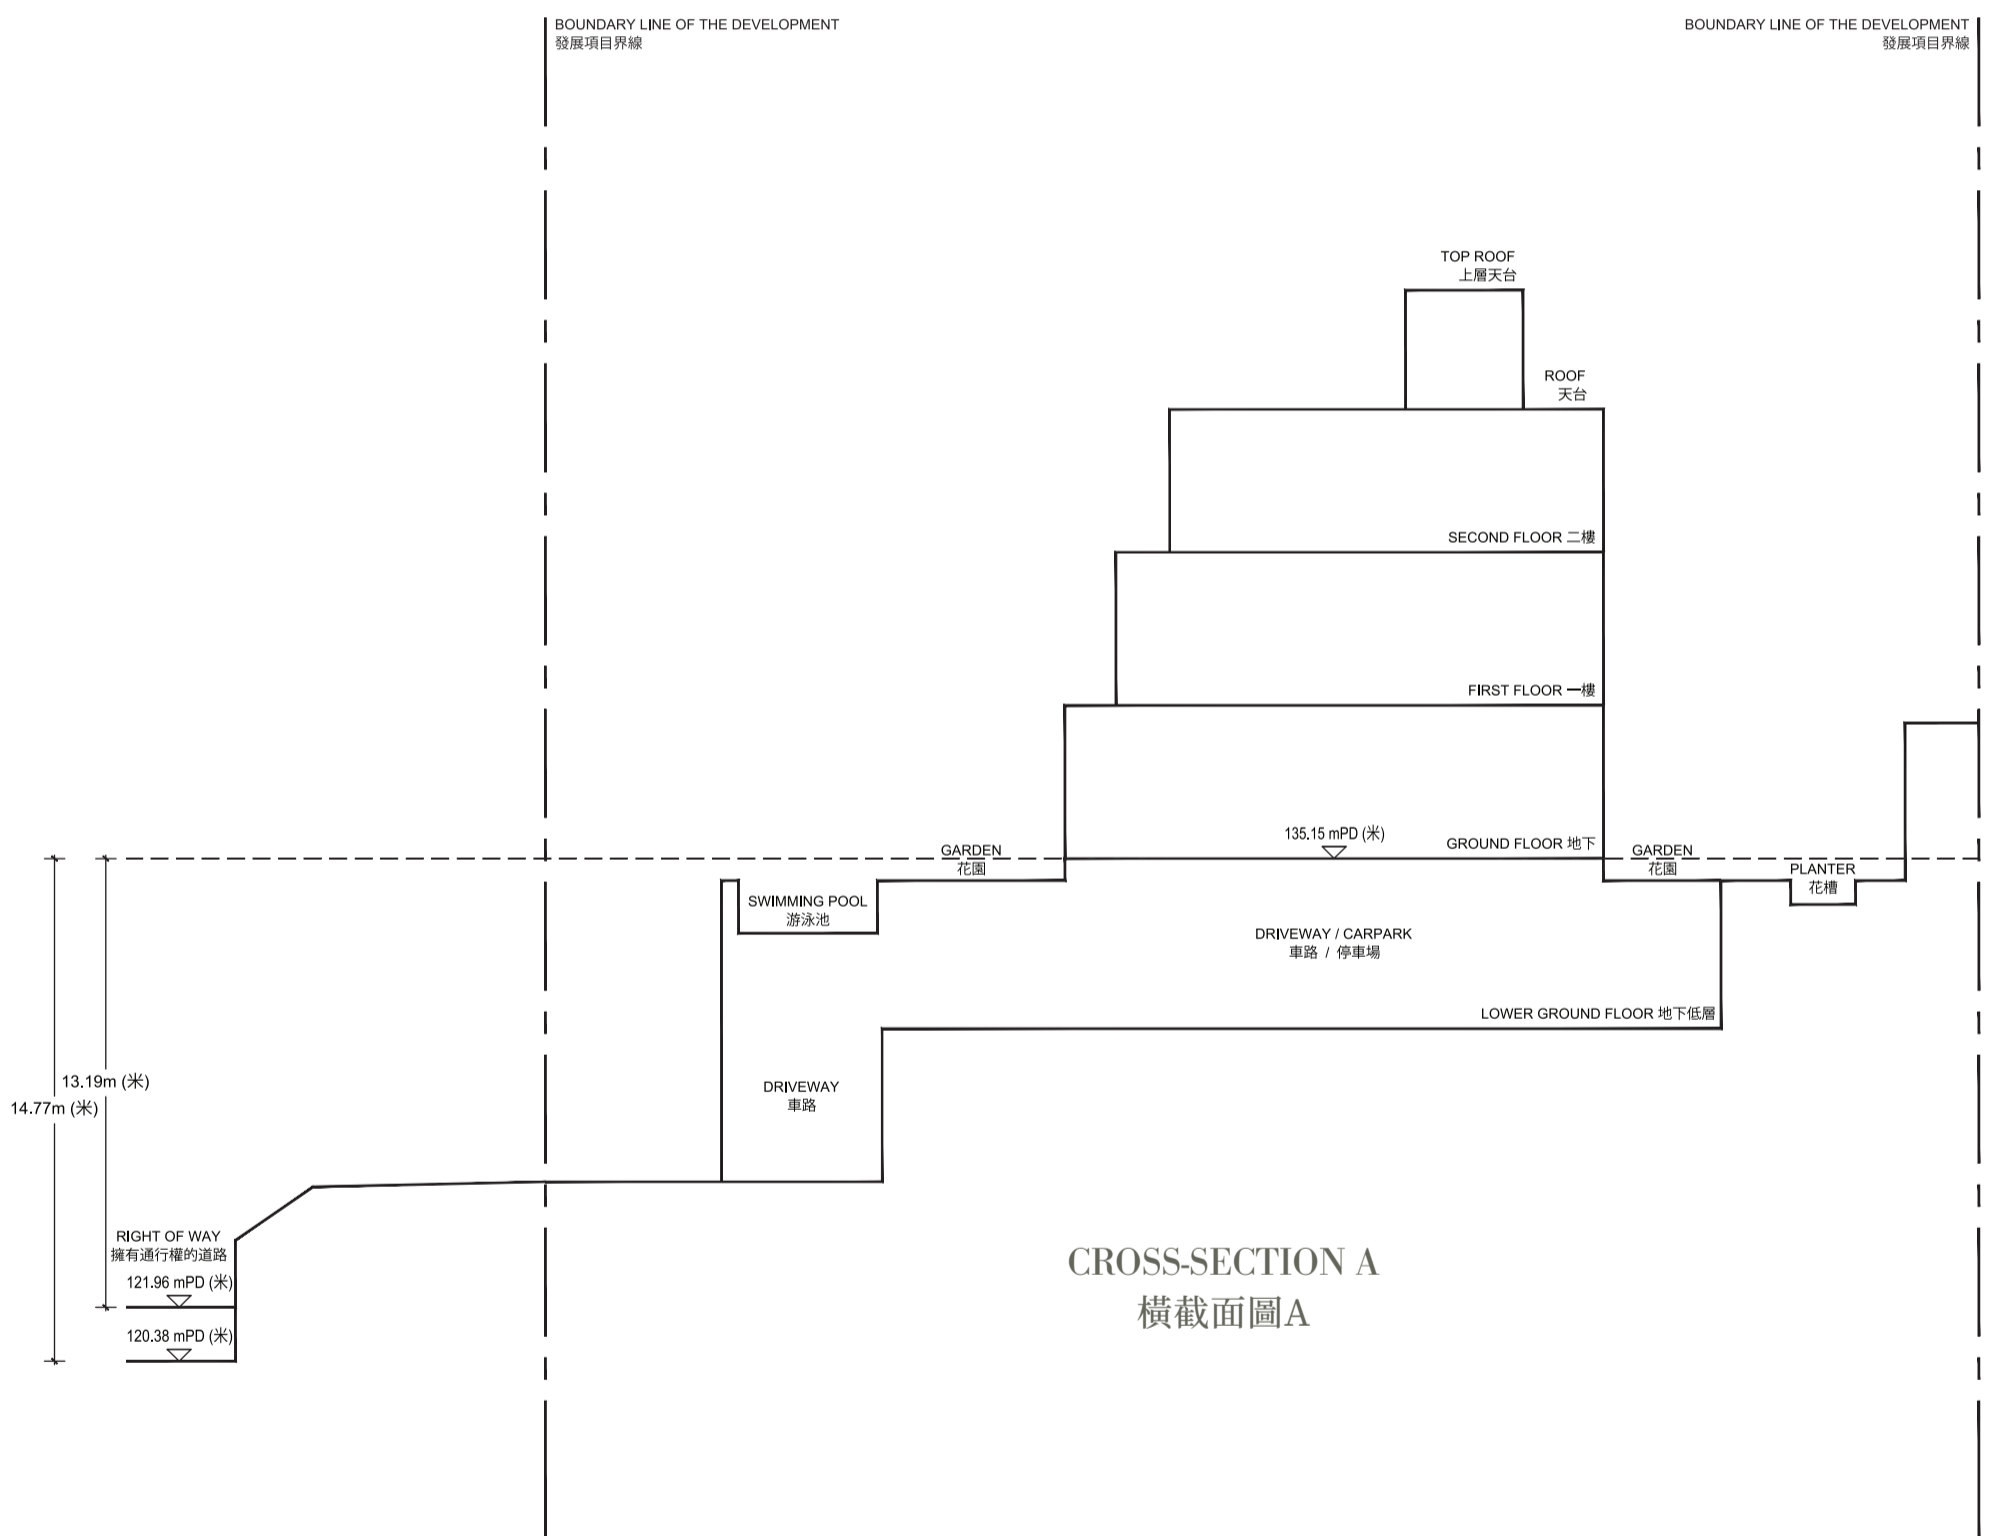 BOUNDARY LINE OF THE DEVELOPMENT
發展項目界線
BOUNDARY LINE OF THE DEVELOPMENT
發展項目界線
TOP ROOF
上層天台
ROOF
天台
SECOND FLOOR 二樓
FIRST FLOOR 一樓
135.15 mPD (米)
GROUND FLOOR 地下
GARDEN
花園
GARDEN
花園
PLANTER
花槽
SWIMMING POOL
游泳池
DRIVEWAY / CARPARK
車路 / 停車場
LOWER GROUND FLOOR 地下低層
13.19m (米)
14.77m (米)
DRIVEWAY
車路
RIGHT OF WAY
擁有通行權的道路
121.96 mPD (米)
120.38 mPD (米)
CROSS-SECTION A
橫截面圖A